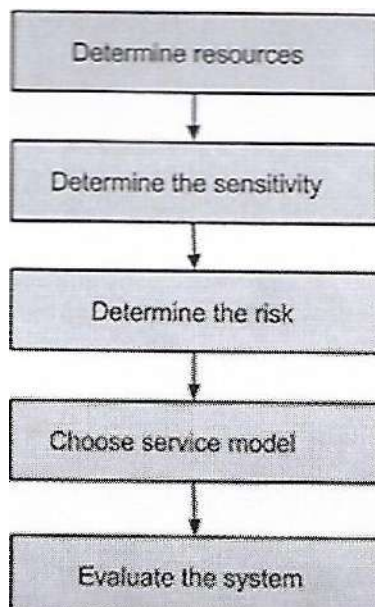 Determine resources
Determine the sensitivity
Determine the risk
Choose service model
Evaluate the system